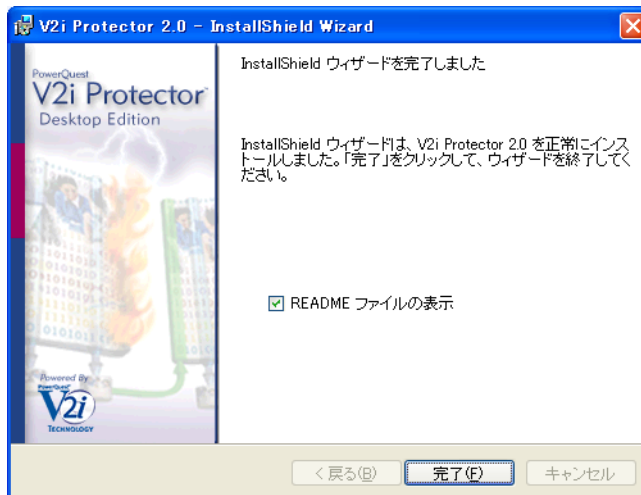 V2i Protector 2.0 - InstallShield Wizard
PowerQuest
V2i Protector™
Desktop Edition
InstallShield ウィザードを完了しました
InstallShield ウィザードは、V2i Protector 2.0 を正常にインス
トールしました。「完了」をクリックして、ウィザードを終了してく
ださい。
README ファイルの表示
Powered By
PowerQuest
V2i
TECHNOLOGY
< 戻る(B)
完了(F)
キャンセル